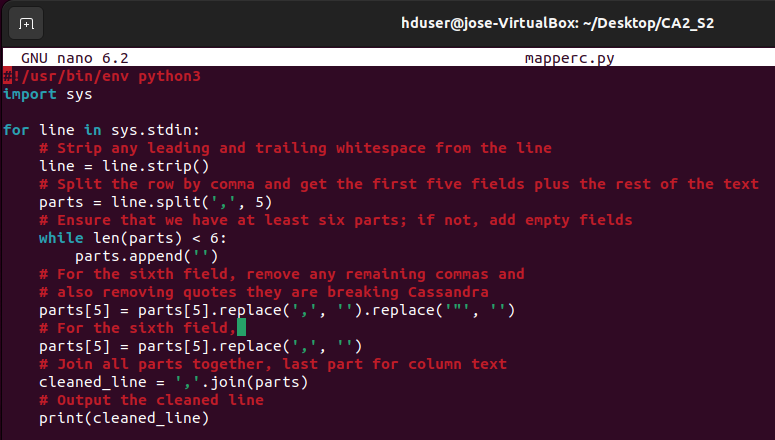 hduser@jose-VirtualBox: ~/Desktop/CA2_S2
GNU nano 6.2 mapperc.py
#!/usr/bin/env python3
import sys

for line in sys.stdin:
    # Strip any leading and trailing whitespace from the line
    line = line.strip()
    # Split the row by comma and get the first five fields plus the rest of the text
    parts = line.split(',', 5)
    # Ensure that we have at least six parts; if not, add empty fields
    while len(parts) < 6:
        parts.append('')
    # For the sixth field, remove any remaining commas and
    # also removing quotes they are breaking Cassandra
    parts[5] = parts[5].replace(',', '').replace('"', '')
    # For the sixth field,
    parts[5] = parts[5].replace(',', '')
    # Join all parts together, last part for column text
    cleaned_line = ','.join(parts)
    # Output the cleaned line
    print(cleaned_line)